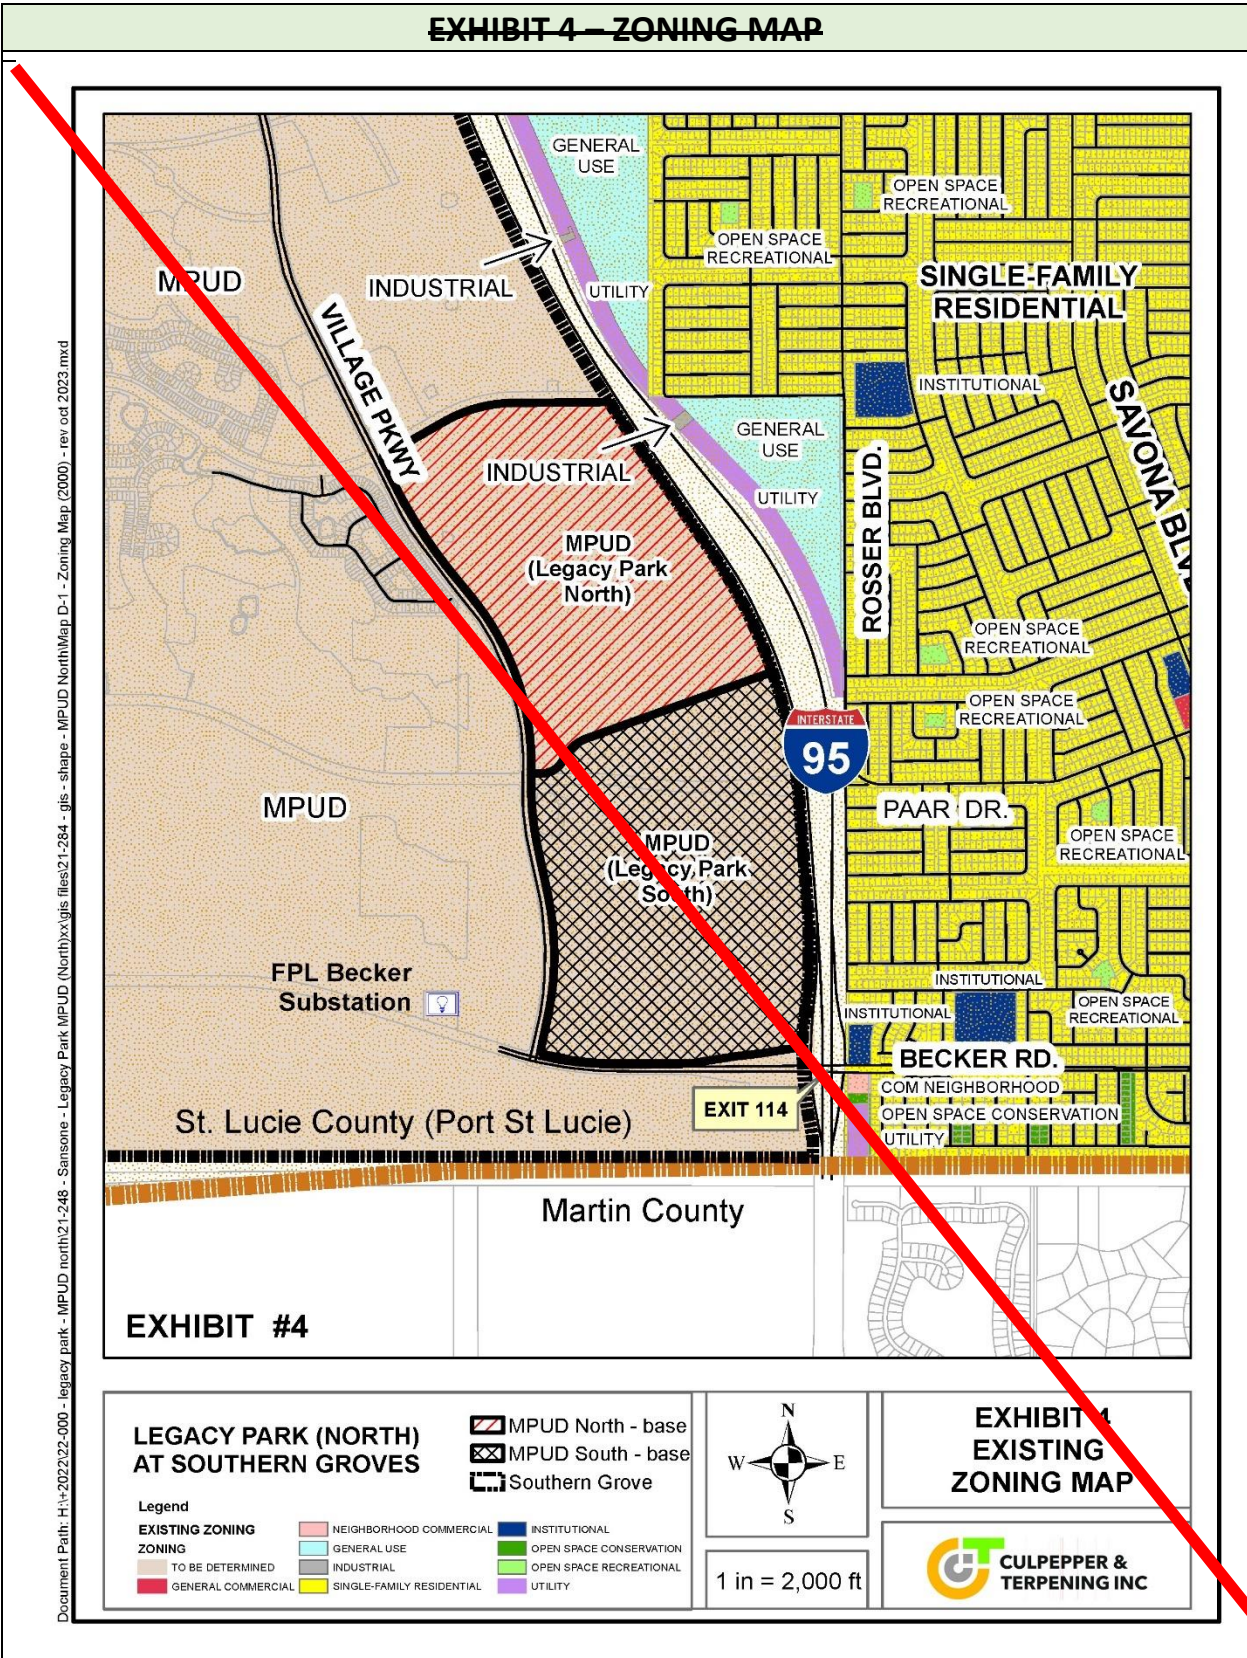 EXHIBIT 4 – ZONING MAP
GENERAL
USE
OPEN SPACE
RECREATIONAL
OPEN SPACE
RECREATIONAL
MPUD
INDUSTRIAL
UTILITY
SINGLE-FAMILY
RESIDENTIAL
VILLAGE PKWY
INSTITUTIONAL
SAVONA BLVD
GENERAL
USE
INDUSTRIAL
UTILITY
ROSSER BLVD.
MPUD
(Legacy Park
North)
OPEN SPACE
RECREATIONAL
OPEN SPACE
RECREATIONAL
INTERSTATE
95
MPUD
PAAR DR.
OPEN SPACE
RECREATIONAL
MPUD
(Legacy Park
South)
FPL Becker
Substation
INSTITUTIONAL
INSTITUTIONAL
OPEN SPACE
RECREATIONAL
BECKER RD.
COM NEIGHBORHOOD
EXIT 114
OPEN SPACE CONSERVATION
St. Lucie County (Port St Lucie)
UTILITY
Martin County
EXHIBIT #4
Document Path: H:\+2022\22-000 - legacy park - MPUD north\21-248 - Sansone - Legacy Park MPUD (North)xx\gis files\21-284 - gis - shape - MPUD North\Map D-1 - Zoning Map (2000) - rev oct 2023.mxd
LEGACY PARK (NORTH)
AT SOUTHERN GROVES
MPUD North - base
MPUD South - base
Southern Grove
Legend
EXISTING ZONING
ZONING
TO BE DETERMINED
GENERAL COMMERCIAL
NEIGHBORHOOD COMMERCIAL
GENERAL USE
INDUSTRIAL
SINGLE-FAMILY RESIDENTIAL
INSTITUTIONAL
OPEN SPACE CONSERVATION
OPEN SPACE RECREATIONAL
UTILITY
N
W E
S
1 in = 2,000 ft
EXHIBIT 4
EXISTING
ZONING MAP
CULPEPPER &
TERPENING INC